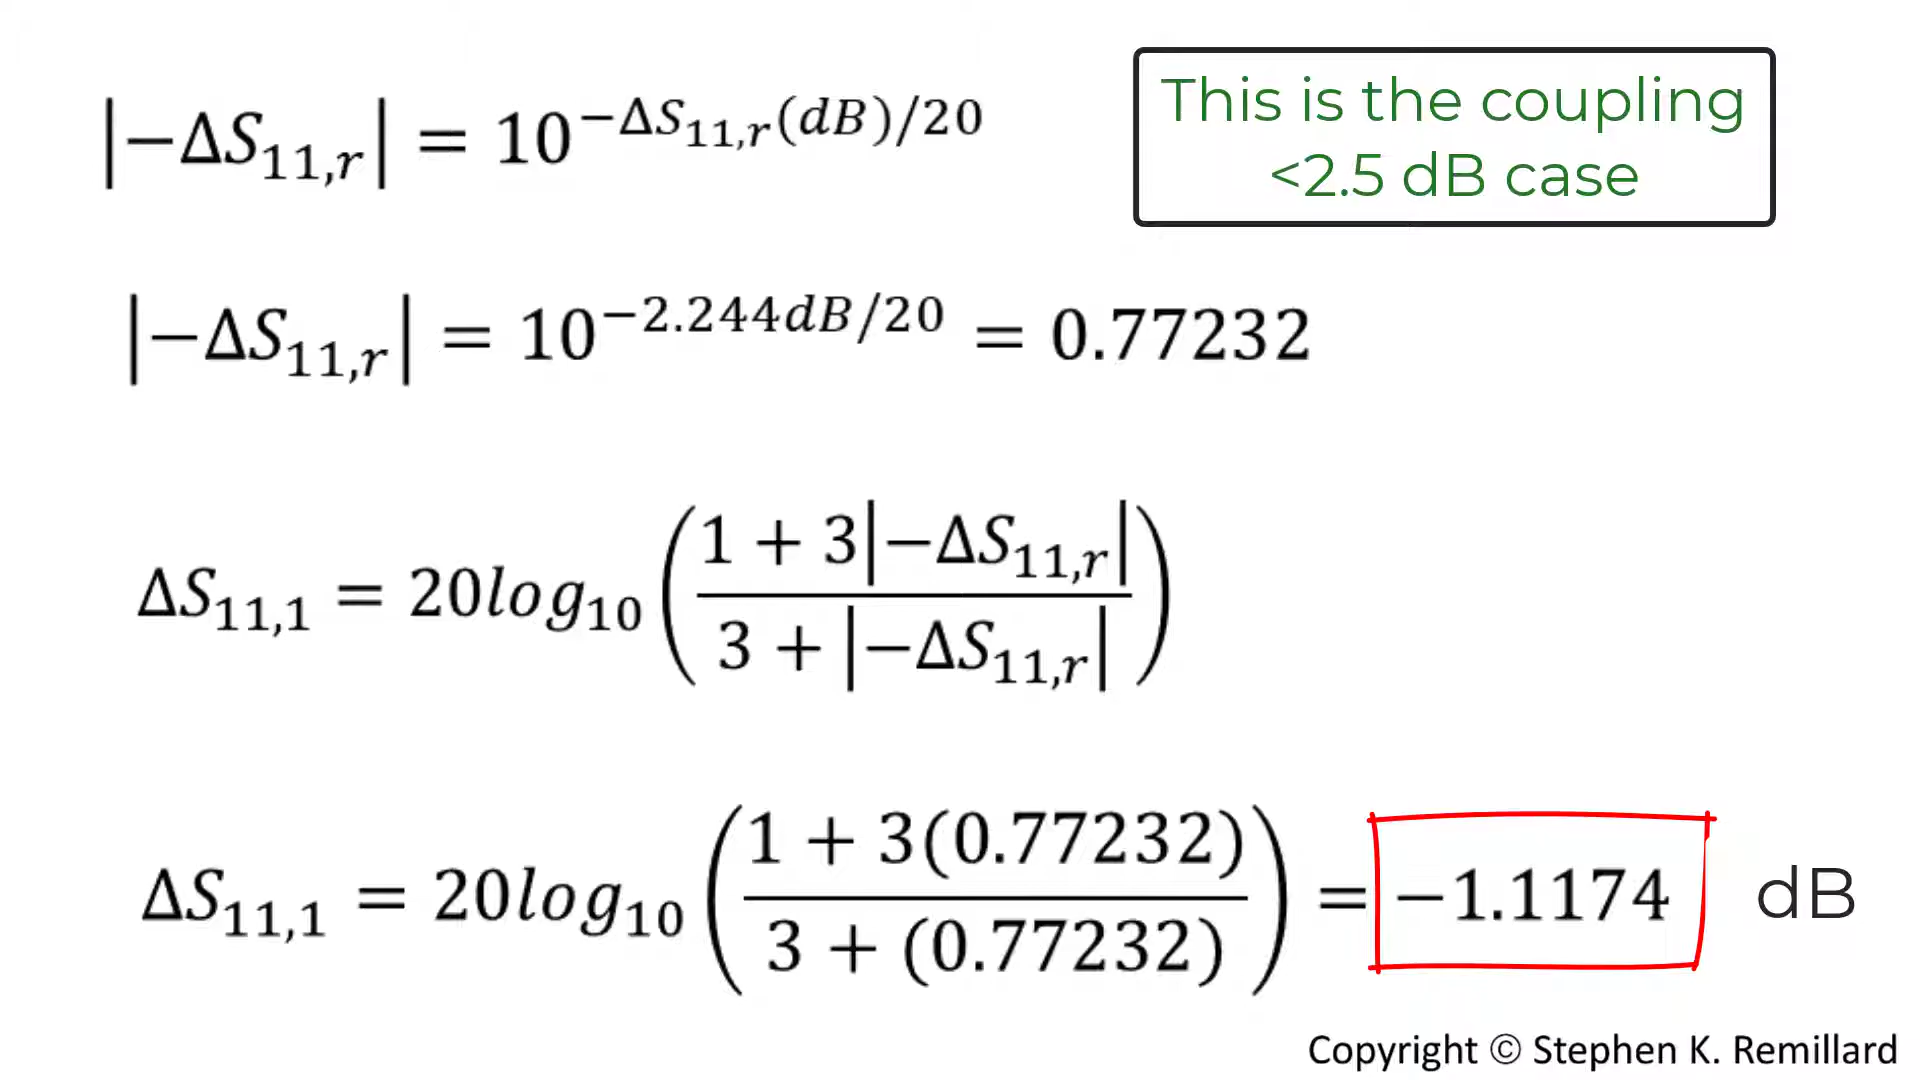 |−ΔS₁₁,ᵣ| = 10^(−ΔS₁₁,ᵣ(dB)/20)
This is the coupling
<2.5 dB case
|−ΔS₁₁,ᵣ| = 10^(−2.244dB/20) = 0.77232
ΔS₁₁,₁ = 20log₁₀((1 + 3|−ΔS₁₁,ᵣ|)/(3 + |−ΔS₁₁,ᵣ|))
ΔS₁₁,₁ = 20log₁₀((1 + 3(0.77232))/(3 + (0.77232))) = −1.1174 dB
Copyright © Stephen K. Remillard